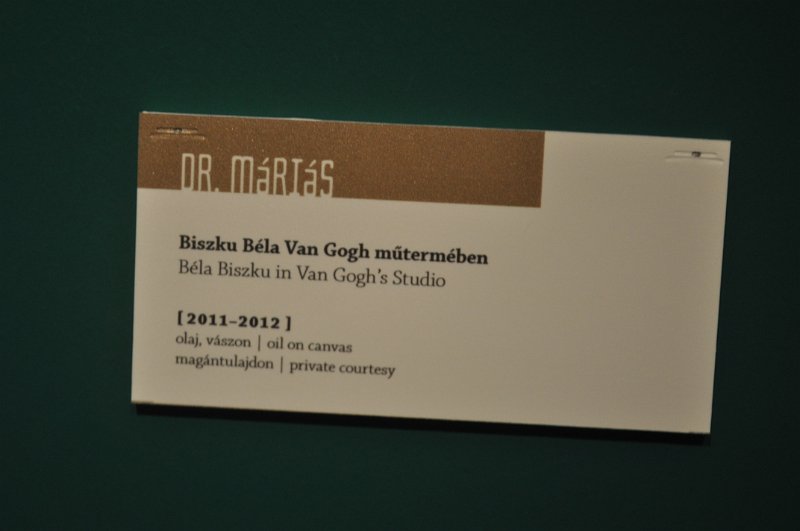 DR. MáRIáS
Biszku Béla Van Gogh műtermében
Béla Biszku in Van Gogh's Studio
[ 2011–2012 ]
olaj, vászon | oil on canvas
magántulajdon | private courtesy